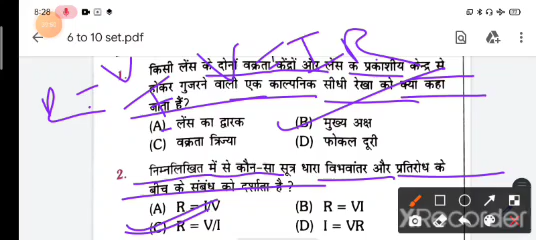 8:28
6 to 10 set.pdf
V = I R
R = V
किसी लेंस के दोनों वक्रता केंद्रों और लेंस के प्रकाशीय केन्द्र से
होकर गुजरने वाली एक काल्पनिक सीधी रेखा को क्या कहा
जाता है?
(A) लेंस का द्वारक (B) मुख्य अक्ष
(C) वक्रता त्रिज्या (D) फोकल दूरी
2. निम्नलिखित में से कौन-सा सूत्र धारा विभवांतर और प्रतिरोध के
बीच के संबंध को दर्शाता है ?
(A) R = I/V (B) R = VI
(C) R = V/I (D) I = VR